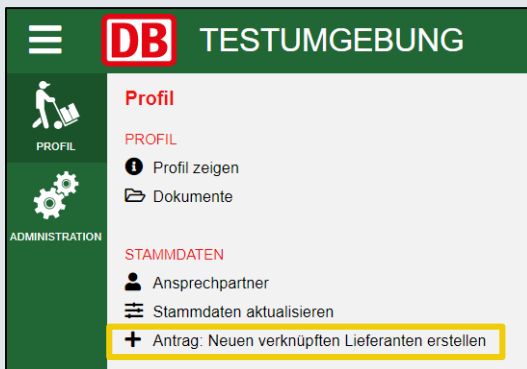 DB TESTUMGEBUNG
PROFIL
ADMINISTRATION
Profil
PROFIL
Profil zeigen
Dokumente
STAMMDATEN
Ansprechpartner
Stammdaten aktualisieren
Antrag: Neuen verknüpften Lieferanten erstellen